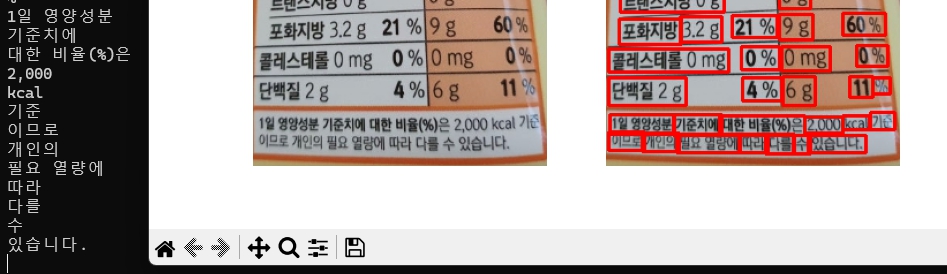 1일 영양성분
기준치에
대한 비율(%)은
2,000
kcal
기준
이므로
개인의
필요 열량에
따라
다를
수
있습니다.
트랜스지방 0 g
포화지방 3.2 g 21 % 9 g 60 %
콜레스테롤 0 mg 0 % 0 mg 0 %
단백질 2 g 4 % 6 g 11 %
1일 영양성분 기준치에 대한 비율(%)은 2,000 kcal 기준
이므로 개인의 필요 열량에 따라 다를 수 있습니다.
트랜스지방 0 g
포화지방 3.2 g 21 % 9 g 60 %
콜레스테롤 0 mg 0 % 0 mg 0 %
단백질 2 g 4 % 6 g 11 %
1일 영양성분 기준치에 대한 비율(%)은 2,000 kcal 기준
이므로 개인의 필요 열량에 따라 다를 수 있습니다.